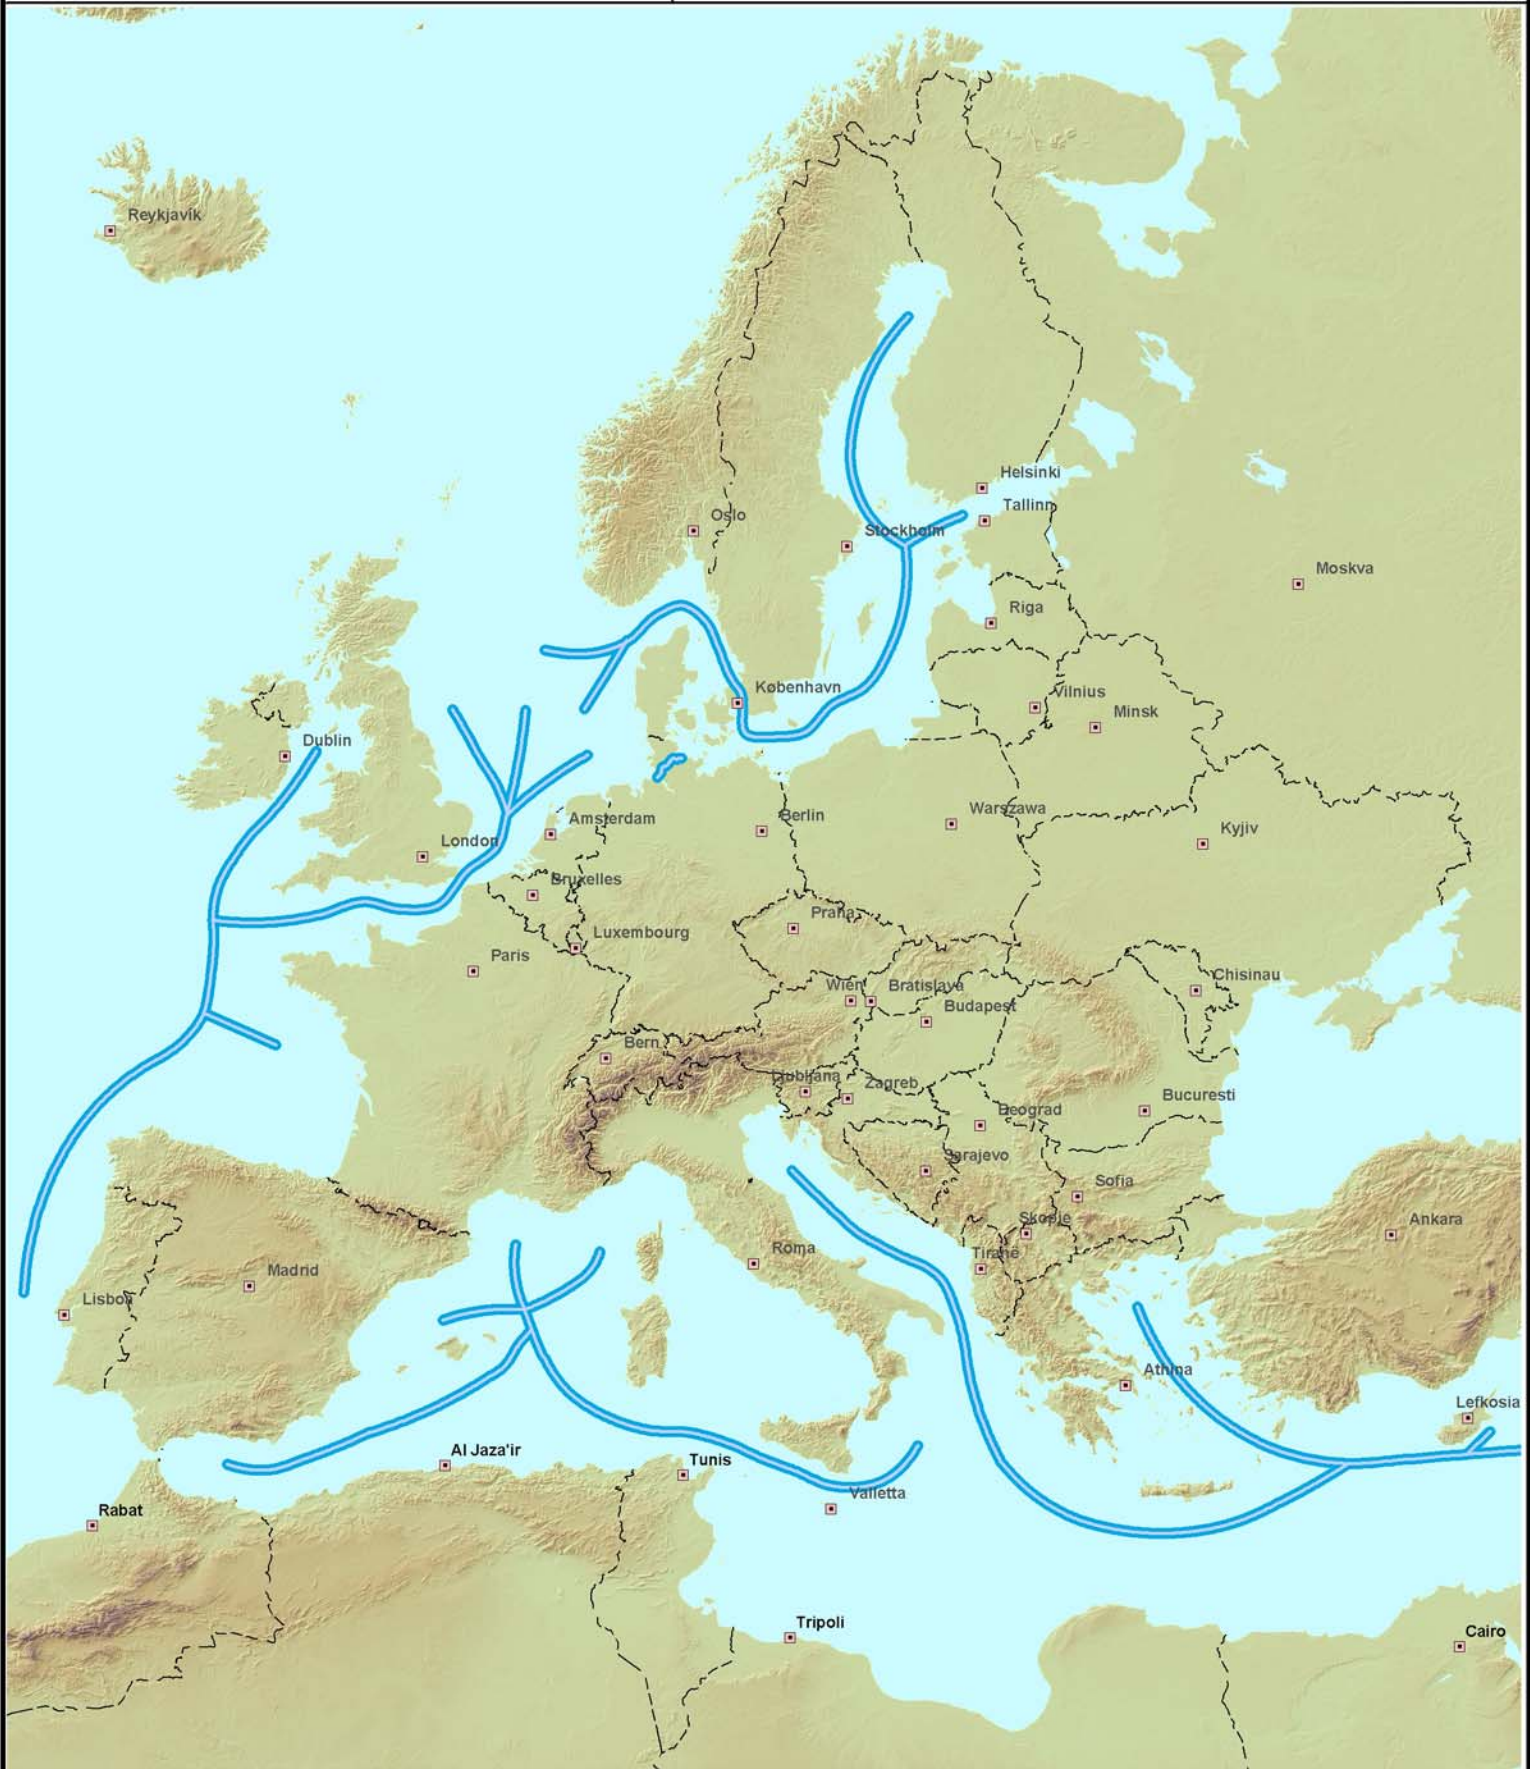 Reykjavík
Helsinki
Tallinn
Oslo
Stockholm
Moskva
Riga
København
Vilnius
Minsk
Dublin
Amsterdam
Berlin
Warszawa
London
Kyjiv
Bruxelles
Praha
Luxembourg
Paris
Chisinau
Wien
Bratislava
Budapest
Bern
Ljubljana
Zagreb
Bucuresti
Beograd
Sarajevo
Sofia
Skopje
Ankara
Roma
Tiranë
Madrid
Lisboa
Athina
Lefkosia
Al Jaza'ir
Tunis
Valletta
Rabat
Tripoli
Cairo